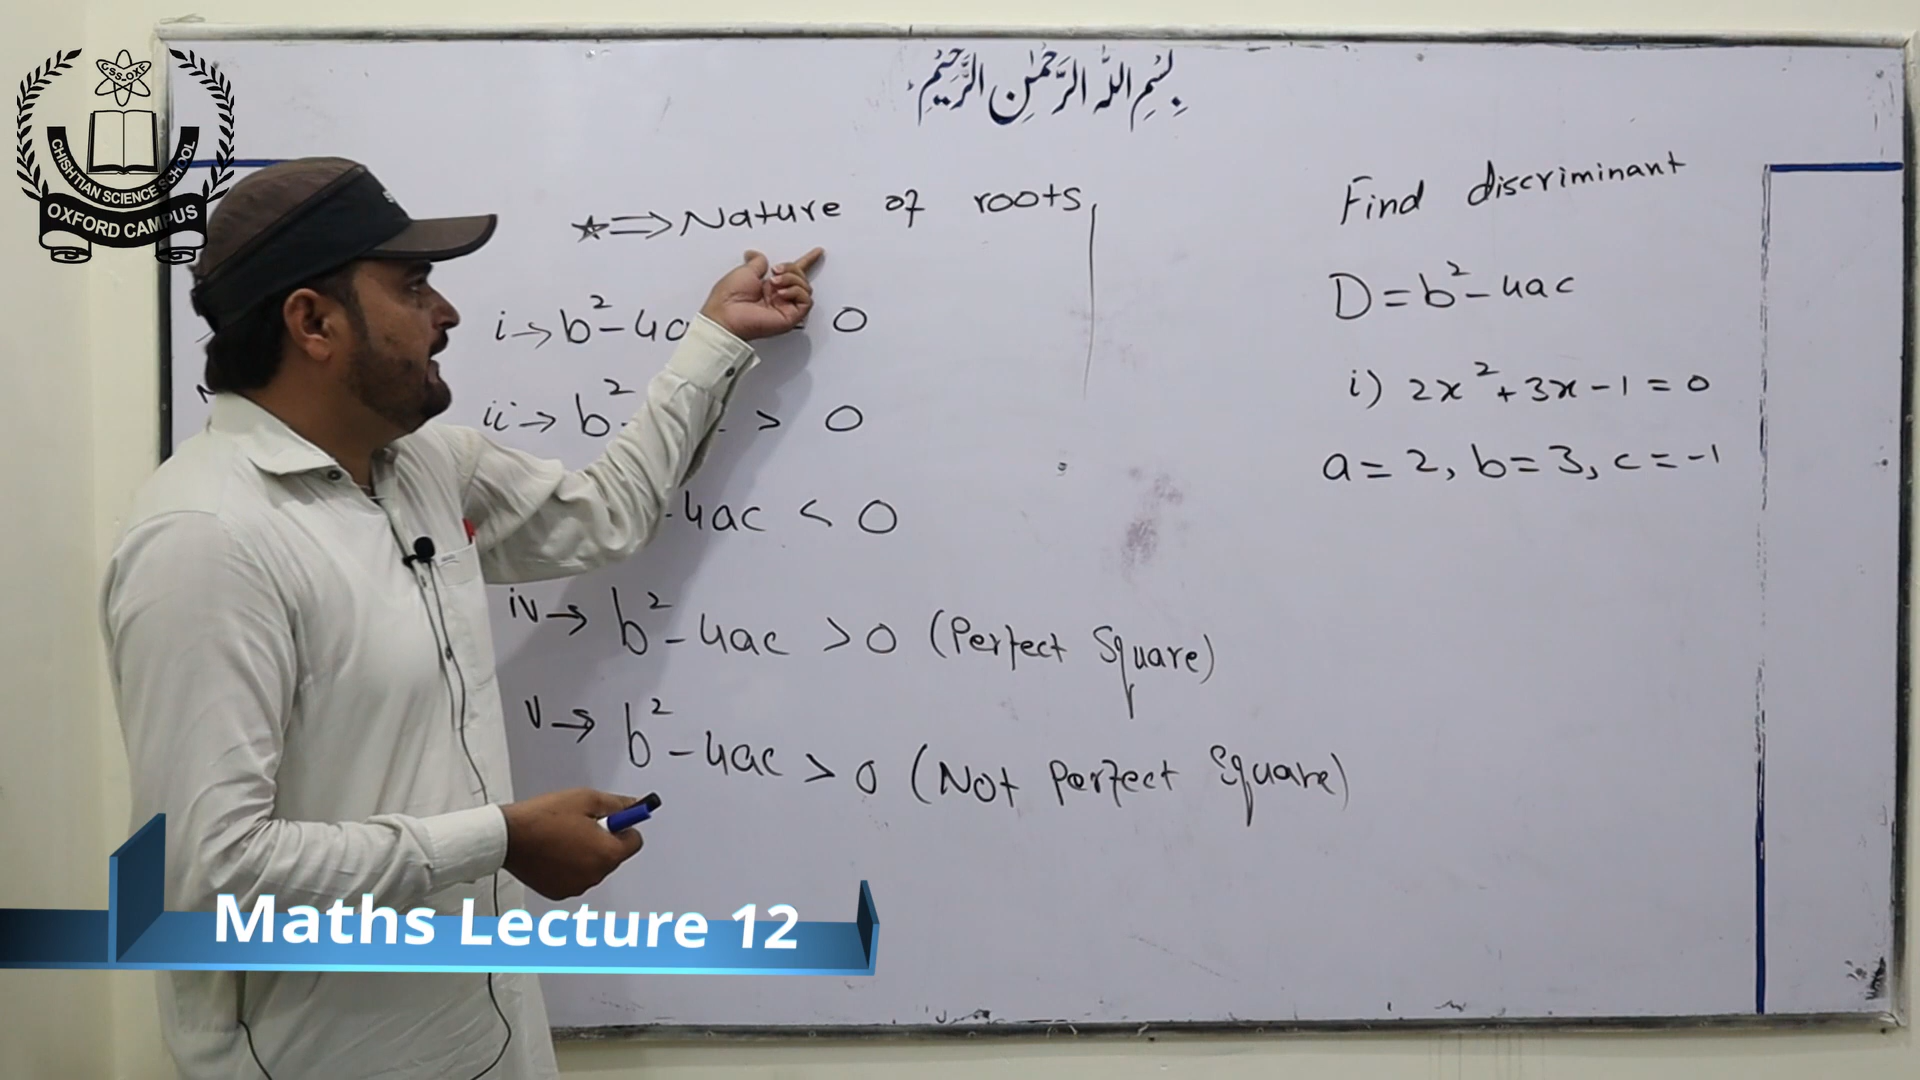 بِسْمِ اللّٰهِ الرَّحْمٰنِ الرَّحِيْمِ
CSS-OXF
CHISHTIAN SCIENCE SCHOOL
OXFORD CAMPUS
☆⇒ Nature of roots
i → b²-4a 0
ii → b²- > 0
-4ac < 0
iv → b²-4ac > 0 (Perfect Square)
v → b²-4ac > 0 (Not Perfect Square)
Find discriminant
D = b²-4ac
i) 2x²+3x-1=0
a=2, b=3, c=-1
Maths Lecture 12